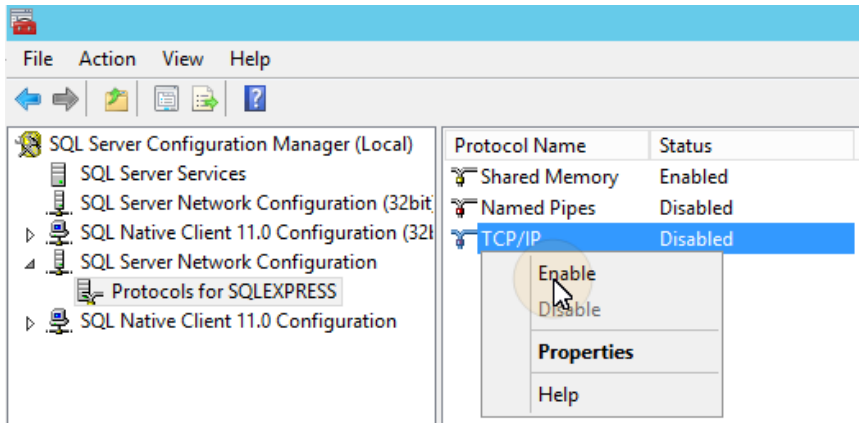 File Action View Help
SQL Server Configuration Manager (Local)
SQL Server Services
SQL Server Network Configuration (32bit
SQL Native Client 11.0 Configuration (32
SQL Server Network Configuration
Protocols for SQLEXPRESS
SQL Native Client 11.0 Configuration
Protocol Name Status
Shared Memory Enabled
Named Pipes Disabled
TCP/IP Disabled
Enable
Disable
Properties
Help